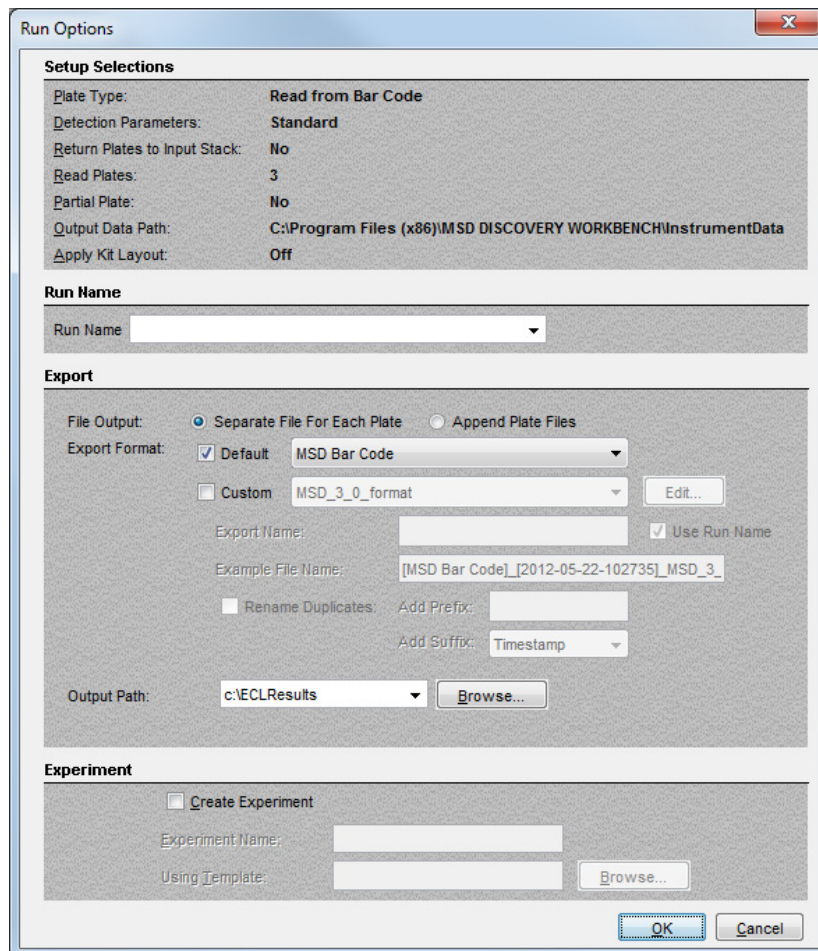 Run Options
Setup Selections
Plate Type: Read from Bar Code
Detection Parameters: Standard
Return Plates to Input Stack: No
Read Plates: 3
Partial Plate: No
Output Data Path: C:\Program Files (x86)\MSD DISCOVERY WORKBENCH\InstrumentData
Apply Kit Layout: Off
Run Name
Run Name
Export
File Output: Separate File For Each Plate Append Plate Files
Export Format: Default MSD Bar Code
Custom MSD_3_0_format Edit...
Export Name: Use Run Name
Example File Name: [MSD Bar Code]_[2012-05-22-102735]_MSD_3_
Rename Duplicates: Add Prefix:
Add Suffix: Timestamp
Output Path: c:\ECLResults Browse...
Experiment
Create Experiment
Experiment Name:
Using Template: Browse...
OK Cancel